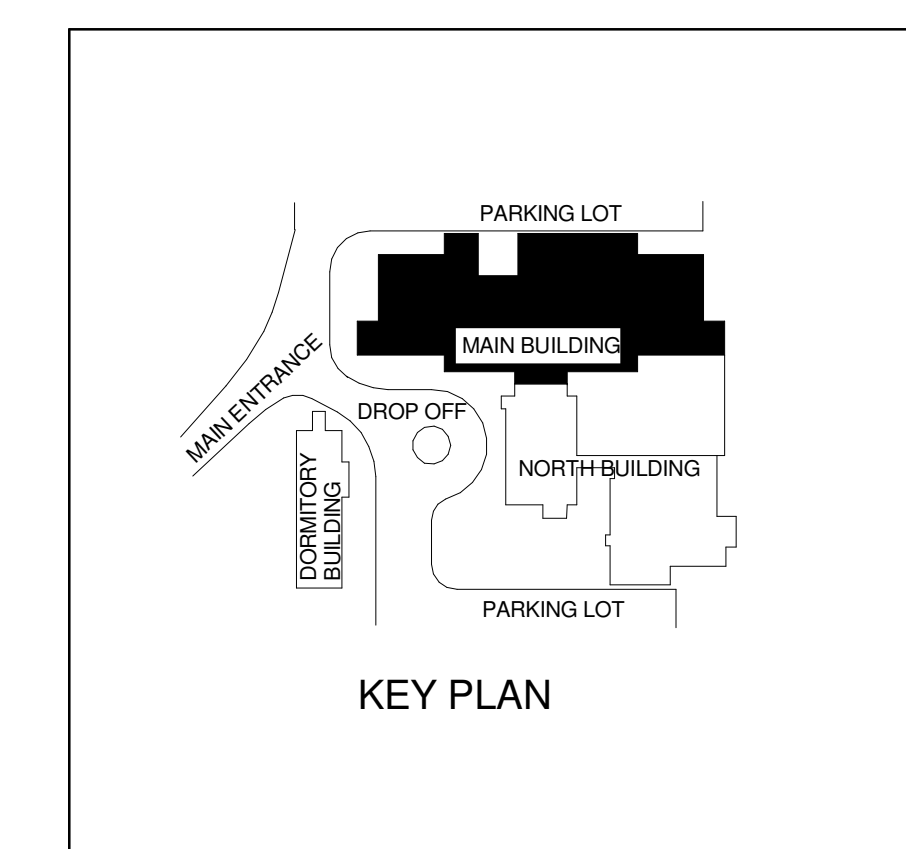 PARKING LOT
MAIN BUILDING
MAIN ENTRANCE
DROP OFF
NORTH BUILDING
DORMITORY
BUILDING
PARKING LOT
KEY PLAN